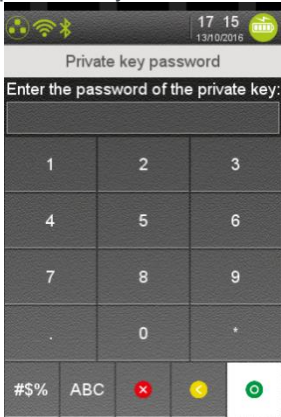 17 15
13/10/2016
Private key password
Enter the password of the private key:
1 2 3
4 5 6
7 8 9
. 0 *
#$% ABC